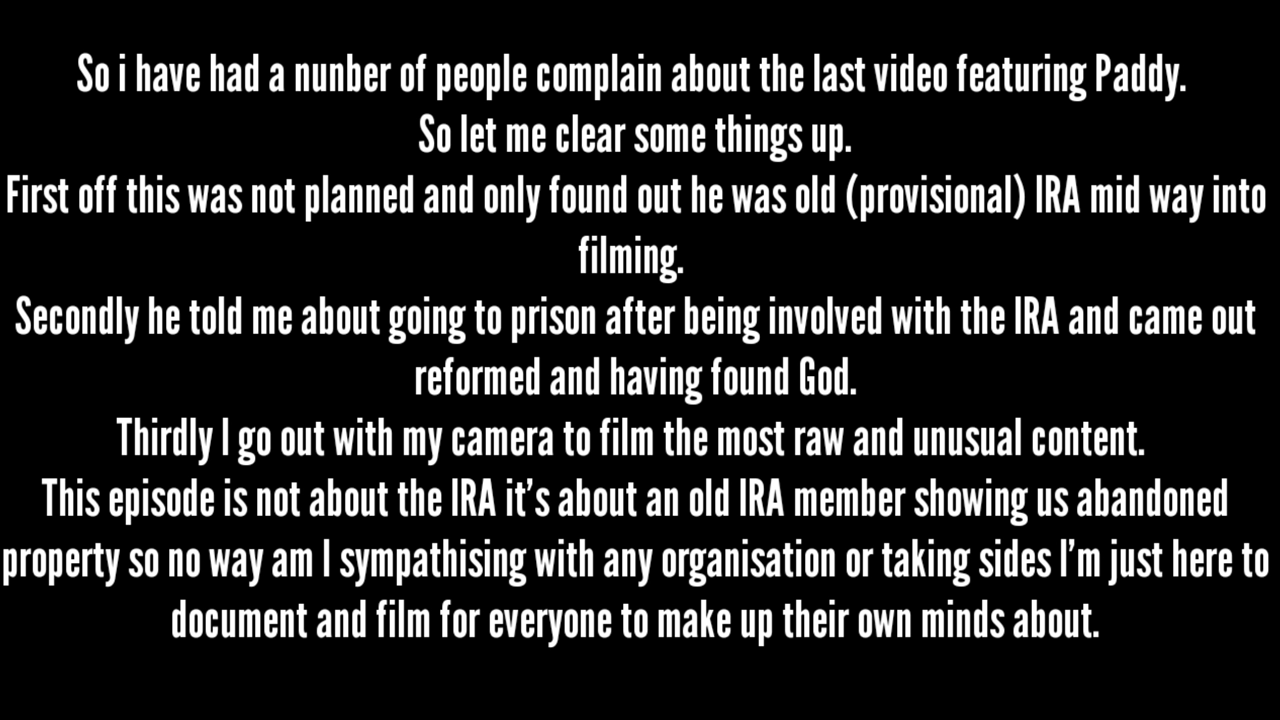 So i have had a nunber of people complain about the last video featuring Paddy.
So let me clear some things up.
First off this was not planned and only found out he was old (provisional) IRA mid way into
filming.
Secondly he told me about going to prison after being involved with the IRA and came out
reformed and having found God.
Thirdly I go out with my camera to film the most raw and unusual content.
This episode is not about the IRA it’s about an old IRA member showing us abandoned
property so no way am I sympathising with any organisation or taking sides I’m just here to
document and film for everyone to make up their own minds about.